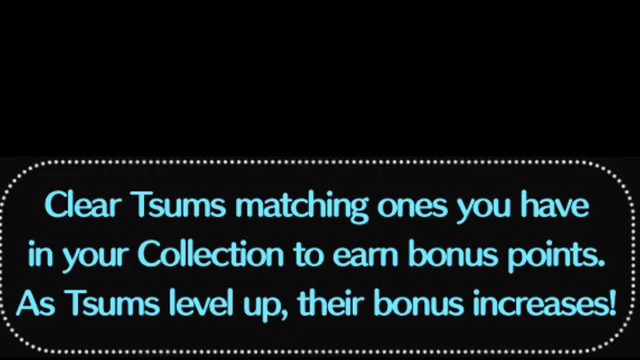 Clear Tsums matching ones you have
in your Collection to earn bonus points.
As Tsums level up, their bonus increases!